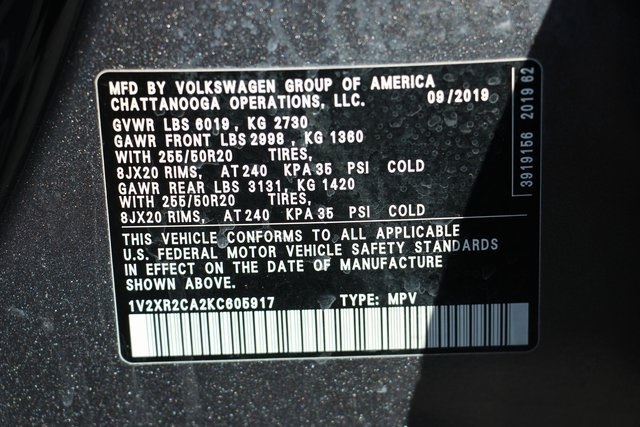 MFD BY VOLKSWAGEN GROUP OF AMERICA
CHATTANOOGA OPERATIONS, LLC. 09/2019
GVWR LBS 6019 , KG 2730
GAWR FRONT LBS 2998 , KG 1360
WITH 255/50R20 TIRES,
8JX20 RIMS, AT 240 KPA 35 PSI COLD
GAWR REAR LBS 3131, KG 1420
WITH 255/50R20 TIRES,
8JX20 RIMS, AT 240 KPA 35 PSI COLD
THIS VEHICLE CONFORMS TO ALL APPLICABLE
U.S. FEDERAL MOTOR VEHICLE SAFETY STANDARDS
IN EFFECT ON THE DATE OF MANUFACTURE
SHOWN ABOVE.
1V2XR2CA2KC605917 TYPE: MPV
3919156 2019 62